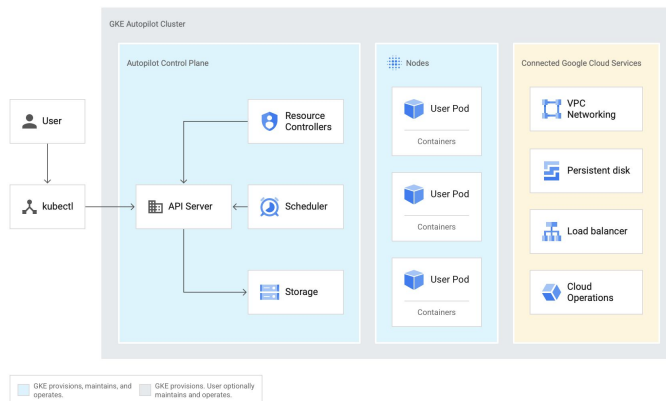 GKE Autopilot Cluster
Autopilot Control Plane
Nodes
Connected Google Cloud Services
User
kubectl
Resource
Controllers
API Server
Scheduler
Storage
User Pod
Containers
User Pod
Containers
User Pod
Containers
VPC
Networking
Persistent disk
Load balancer
Cloud
Operations
GKE provisions, maintains, and
operates.
GKE provisions. User optionally
maintains and operates.